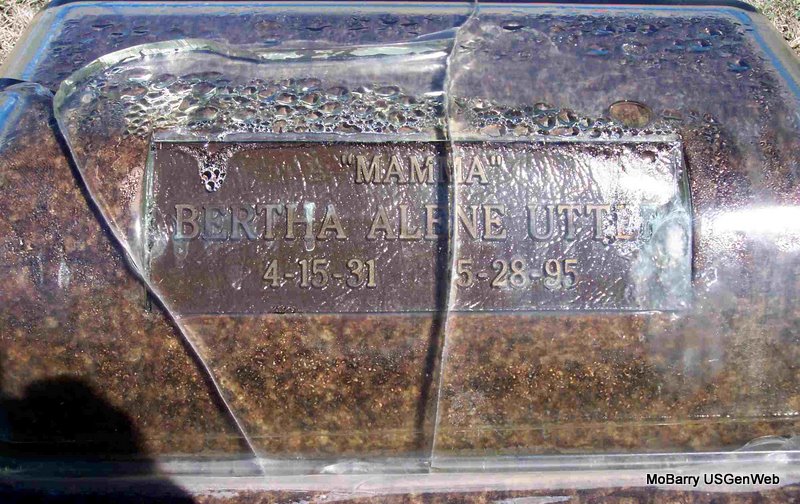 "MAMMA"
BERTHA ALENE
4-15-31 5-28-95
MoBarry USGenWeb